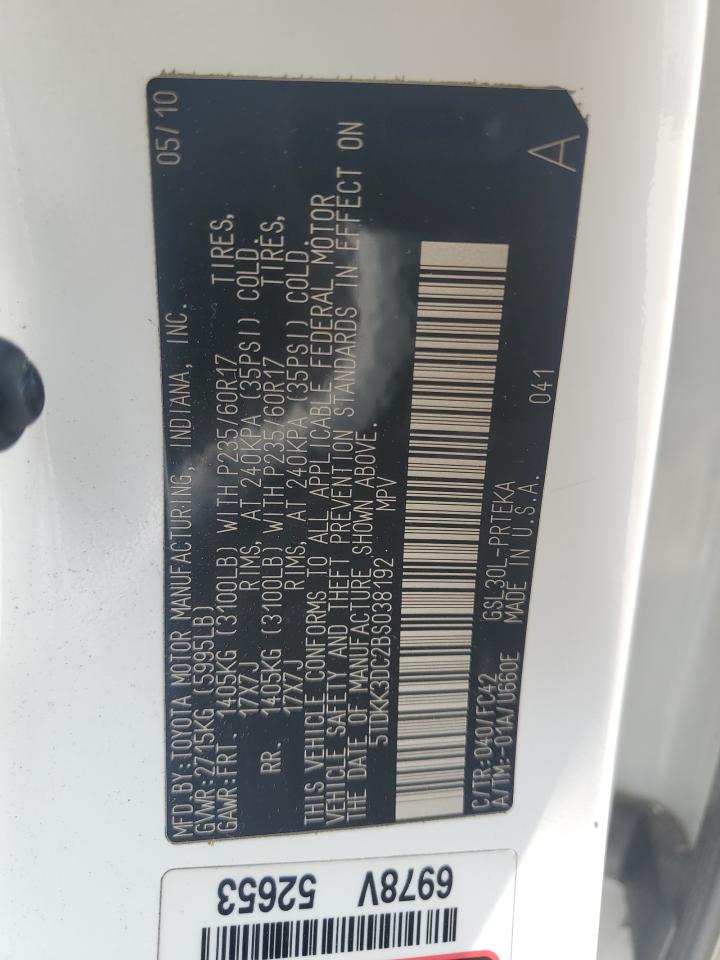 MFD.BY:TOYOTA MOTOR MANUFACTURING, INDIANA, INC. 05/10
GVWR:2715KG (5995LB)
GAWR:FRT. 1405KG (3100LB) WITH P235/60R17 TIRES,
17X7J RIMS, AT 240KPA (35PSI) COLD.
RR. 1405KG (3100LB) WITH P235/60R17 TIRES,
17X7J RIMS, AT 240KPA (35PSI) COLD.
THIS VEHICLE CONFORMS TO ALL APPLICABLE FEDERAL MOTOR
VEHICLE SAFETY AND THEFT PREVENTION STANDARDS IN EFFECT ON
THE DATE OF MANUFACTURE SHOWN ABOVE.
5TDKK3DC2BS038192 MPV
C/TR:040/FC42 GSL30L-PRTEKA 041
A/TM:-01A/U660E MADE IN U.S.A. A
6978V 52653